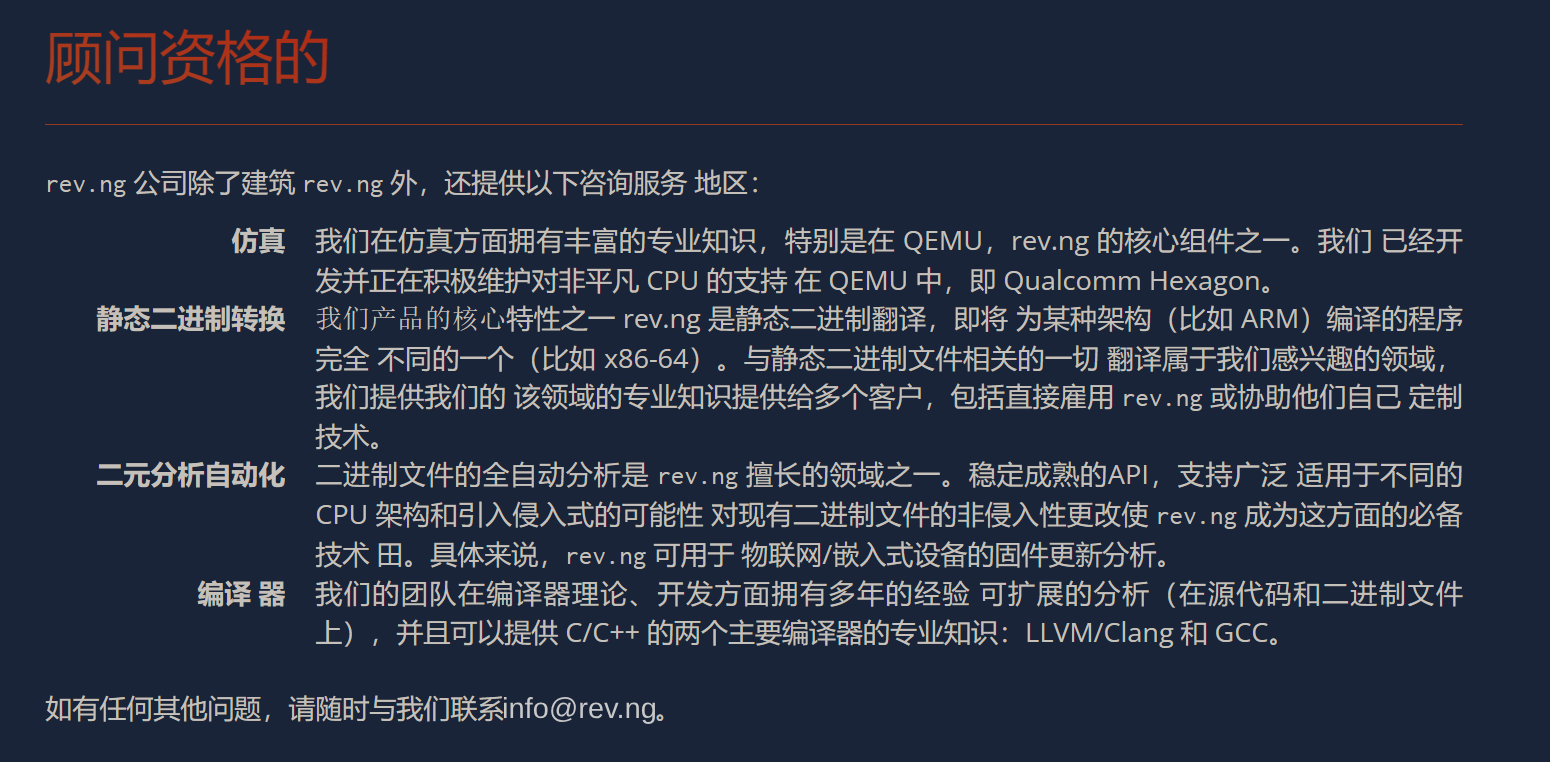 顾问资格的
rev.ng 公司除了建筑 rev.ng 外，还提供以下咨询服务 地区：
仿真 我们在仿真方面拥有丰富的专业知识，特别是在 QEMU，rev.ng 的核心组件之一。我们 已经开
发并正在积极维护对非平凡 CPU 的支持 在 QEMU 中，即 Qualcomm Hexagon。
静态二进制转换 我们产品的核心特性之一 rev.ng 是静态二进制翻译，即将 为某种架构（比如 ARM）编译的程序
完全 不同的一个（比如 x86-64）。与静态二进制文件相关的一切 翻译属于我们感兴趣的领域，
我们提供我们的 该领域的专业知识提供给多个客户，包括直接雇用 rev.ng 或协助他们自己 定制
技术。
二元分析自动化 二进制文件的全自动分析是 rev.ng 擅长的领域之一。稳定成熟的API，支持广泛 适用于不同的
CPU 架构和引入侵入式的可能性 对现有二进制文件的非侵入性更改使 rev.ng 成为这方面的必备
技术 田。具体来说，rev.ng 可用于 物联网/嵌入式设备的固件更新分析。
编译 器 我们的团队在编译器理论、开发方面拥有多年的经验 可扩展的分析（在源代码和二进制文件
上），并且可以提供 C/C++ 的两个主要编译器的专业知识：LLVM/Clang 和 GCC。
如有任何其他问题，请随时与我们联系info@rev.ng。